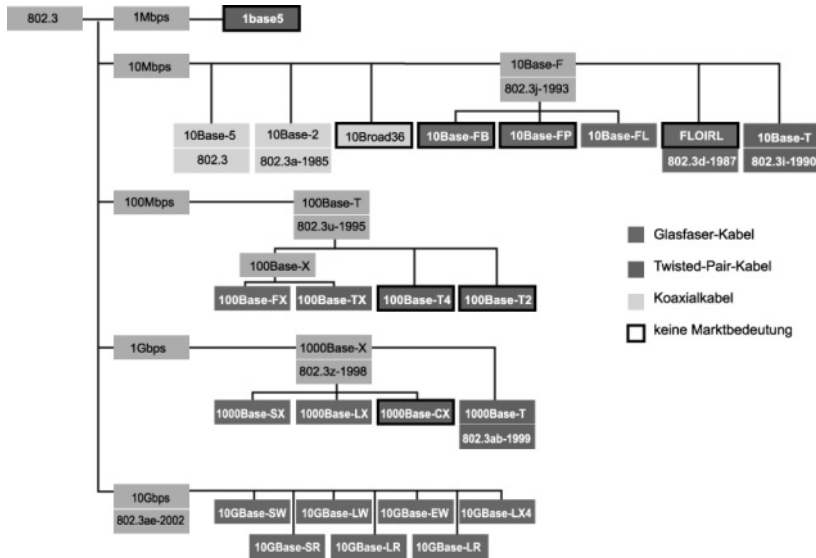 802.3
1Mbps
1base5
10Mbps
10Base-F
802.3j-1993
10Base-5
10Base-2
10Broad36
10Base-FB
10Base-FP
10Base-FL
FLOIRL
10Base-T
802.3
802.3a-1985
802.3d-1987
802.3i-1990
100Mbps
100Base-T
802.3u-1995
100Base-X
100Base-FX
100Base-TX
100Base-T4
100Base-T2
Glasfaser-Kabel
Twisted-Pair-Kabel
Koaxialkabel
keine Marktbedeutung
1Gbps
1000Base-X
802.3z-1998
1000Base-SX
1000Base-LX
1000Base-CX
1000Base-T
802.3ab-1999
10Gbps
802.3ae-2002
10GBase-SW
10GBase-LW
10GBase-EW
10GBase-LX4
10GBase-SR
10GBase-LR
10GBase-LR